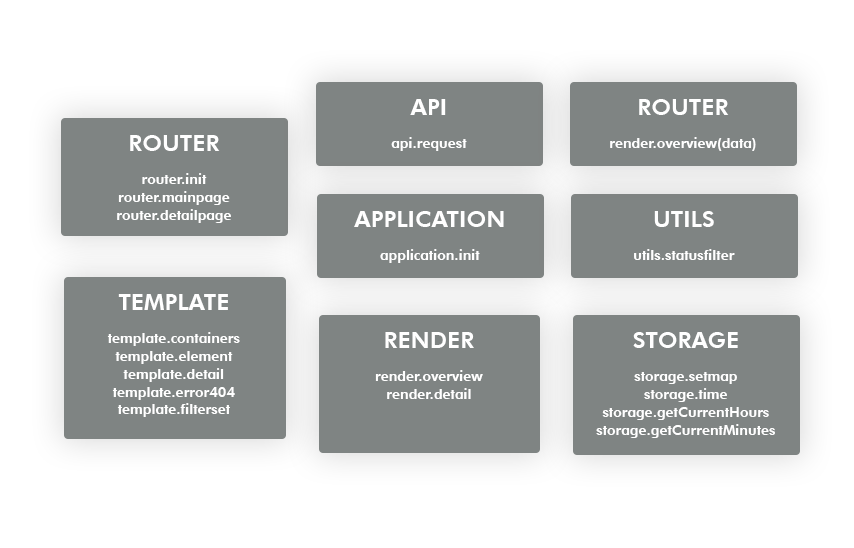 ROUTER
router.init
router.mainpage
router.detailpage
TEMPLATE
template.containers
template.element
template.detail
template.error404
template.filterset
API
api.request
APPLICATION
application.init
RENDER
render.overview
render.detail
ROUTER
render.overview(data)
UTILS
utils.statusfilter
STORAGE
storage.setmap
storage.time
storage.getCurrentHours
storage.getCurrentMinutes